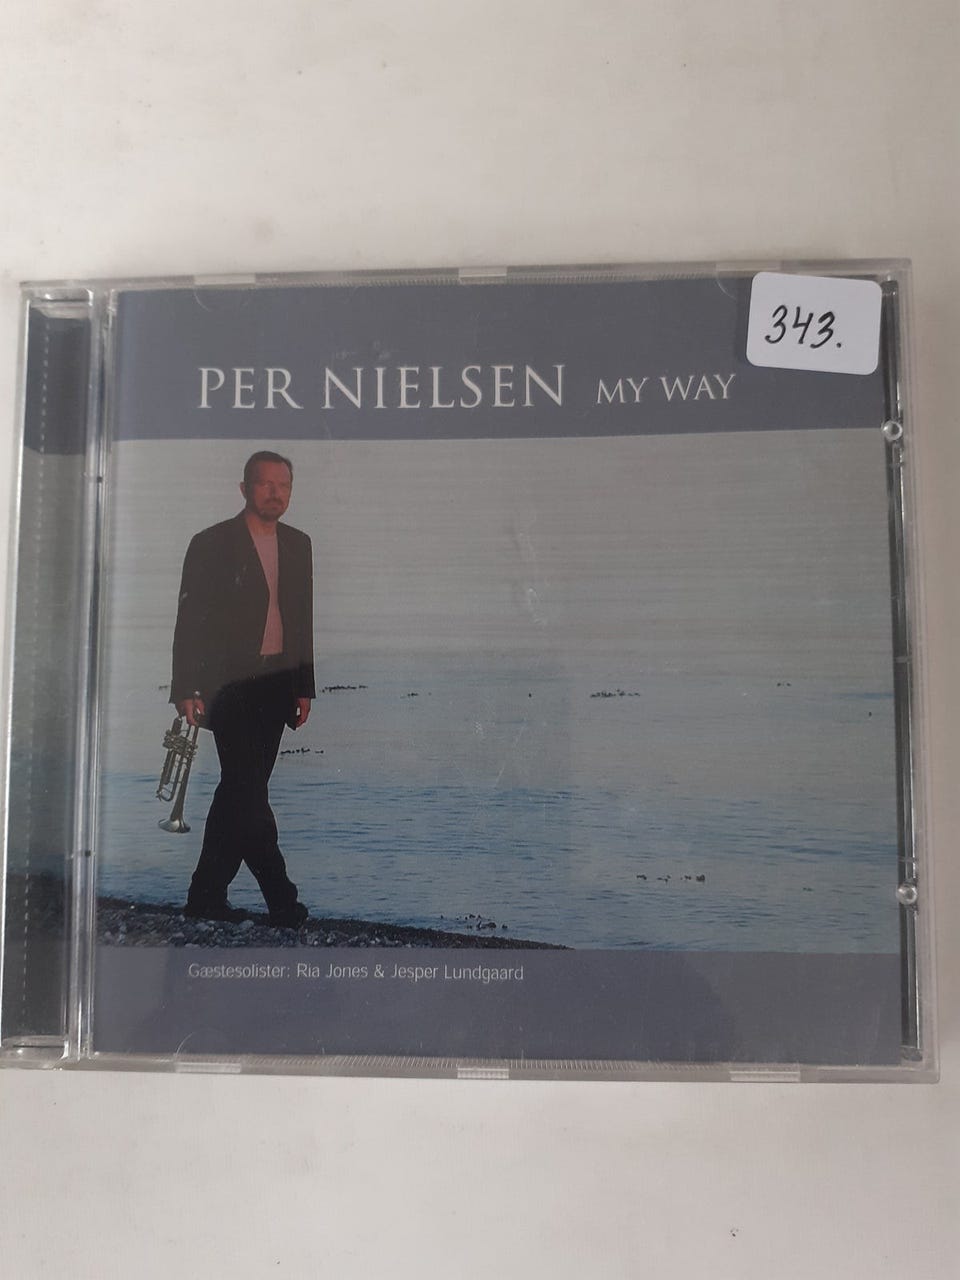 343.
PER NIELSEN MY WAY
Gæstesolister: Ria Jones & Jesper Lundgaard